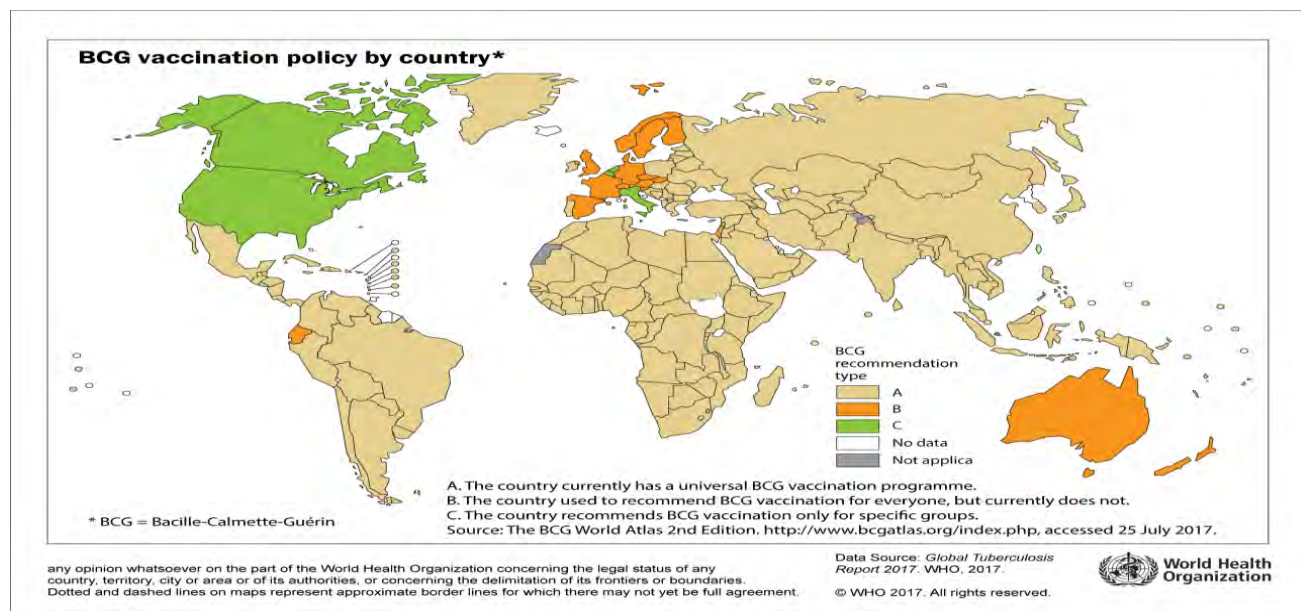 BCG vaccination policy by country*
BCG
recommendation
type
A
B
C
No data
Not applica
A. The country currently has a universal BCG vaccination programme.
B. The country used to recommend BCG vaccination for everyone, but currently does not.
C. The country recommends BCG vaccination only for specific groups.
Source: The BCG World Atlas 2nd Edition. http://www.bcgatlas.org/index.php, accessed 25 July 2017.
* BCG = Bacille-Calmette-Guérin
any opinion whatsoever on the part of the World Health Organization concerning the legal status of any
country, territory, city or area or of its authorities, or concerning the delimitation of its frontiers or boundaries.
Dotted and dashed lines on maps represent approximate border lines for which there may not yet be full agreement.
Data Source: Global Tuberculosis
Report 2017. WHO, 2017.
© WHO 2017. All rights reserved.
World Health
Organization